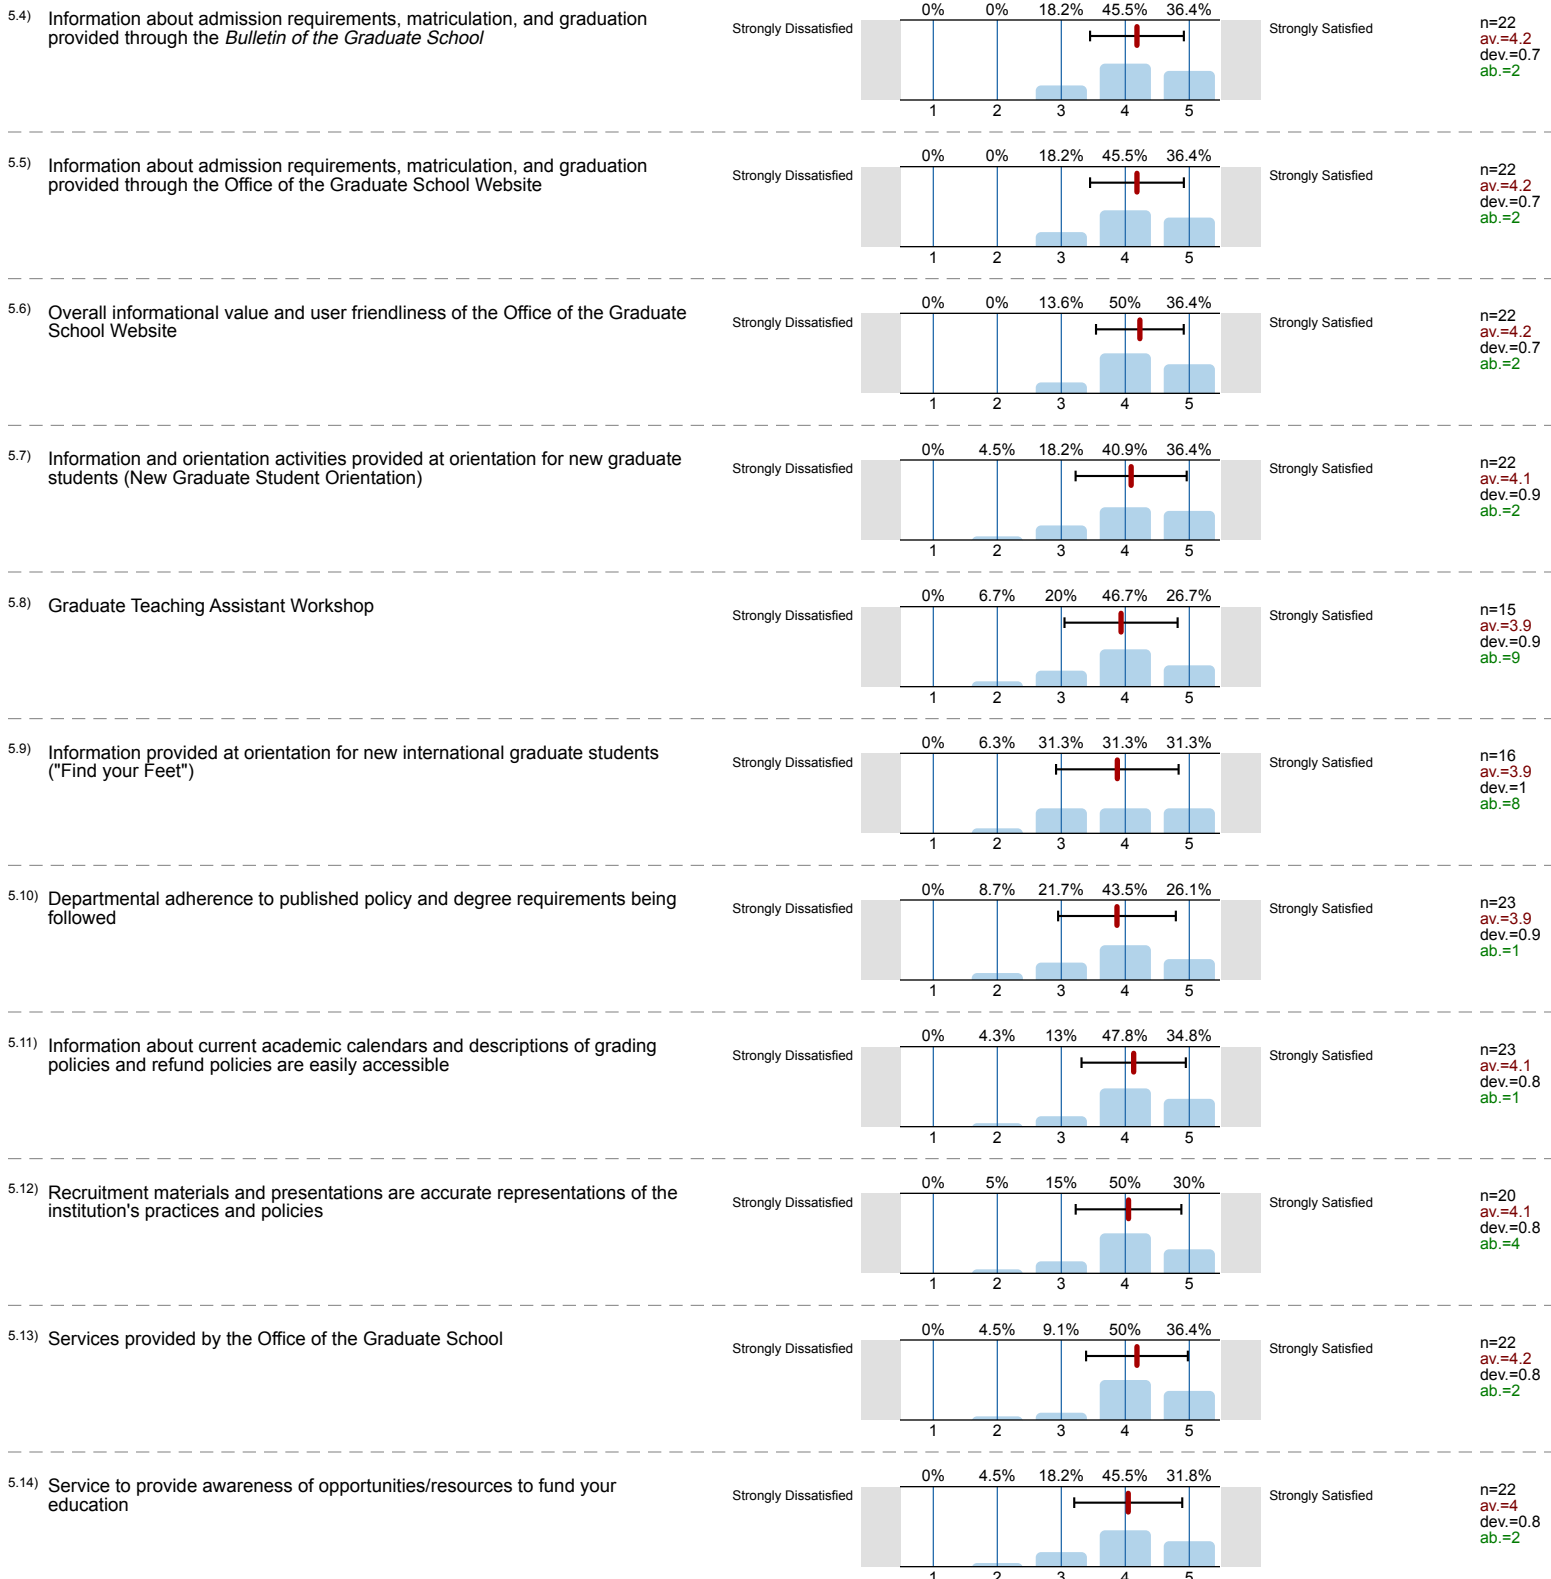 5.4) Information about admission requirements, matriculation, and graduation
provided through the Bulletin of the Graduate School
Strongly Dissatisfied
0% 0% 18.2% 45.5% 36.4%
1 2 3 4 5
Strongly Satisfied
n=22
av.=4.2
dev.=0.7
ab.=2
5.5) Information about admission requirements, matriculation, and graduation
provided through the Office of the Graduate School Website
Strongly Dissatisfied
0% 0% 18.2% 45.5% 36.4%
1 2 3 4 5
Strongly Satisfied
n=22
av.=4.2
dev.=0.7
ab.=2
5.6) Overall informational value and user friendliness of the Office of the Graduate
School Website
Strongly Dissatisfied
0% 0% 13.6% 50% 36.4%
1 2 3 4 5
Strongly Satisfied
n=22
av.=4.2
dev.=0.7
ab.=2
5.7) Information and orientation activities provided at orientation for new graduate
students (New Graduate Student Orientation)
Strongly Dissatisfied
0% 4.5% 18.2% 40.9% 36.4%
1 2 3 4 5
Strongly Satisfied
n=22
av.=4.1
dev.=0.9
ab.=2
5.8) Graduate Teaching Assistant Workshop
Strongly Dissatisfied
0% 6.7% 20% 46.7% 26.7%
1 2 3 4 5
Strongly Satisfied
n=15
av.=3.9
dev.=0.9
ab.=9
5.9) Information provided at orientation for new international graduate students
("Find your Feet")
Strongly Dissatisfied
0% 6.3% 31.3% 31.3% 31.3%
1 2 3 4 5
Strongly Satisfied
n=16
av.=3.9
dev.=1
ab.=8
5.10) Departmental adherence to published policy and degree requirements being
followed
Strongly Dissatisfied
0% 8.7% 21.7% 43.5% 26.1%
1 2 3 4 5
Strongly Satisfied
n=23
av.=3.9
dev.=0.9
ab.=1
5.11) Information about current academic calendars and descriptions of grading
policies and refund policies are easily accessible
Strongly Dissatisfied
0% 4.3% 13% 47.8% 34.8%
1 2 3 4 5
Strongly Satisfied
n=23
av.=4.1
dev.=0.8
ab.=1
5.12) Recruitment materials and presentations are accurate representations of the
institution's practices and policies
Strongly Dissatisfied
0% 5% 15% 50% 30%
1 2 3 4 5
Strongly Satisfied
n=20
av.=4.1
dev.=0.8
ab.=4
5.13) Services provided by the Office of the Graduate School
Strongly Dissatisfied
0% 4.5% 9.1% 50% 36.4%
1 2 3 4 5
Strongly Satisfied
n=22
av.=4.2
dev.=0.8
ab.=2
5.14) Service to provide awareness of opportunities/resources to fund your
education
Strongly Dissatisfied
0% 4.5% 18.2% 45.5% 31.8%
1 2 3 4 5
Strongly Satisfied
n=22
av.=4
dev.=0.8
ab.=2